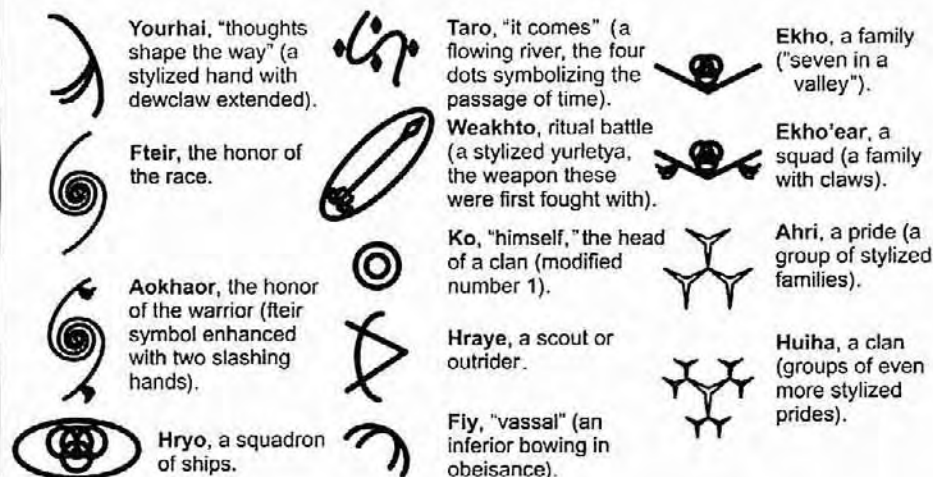 Yourhai, “thoughts
shape the way” (a
stylized hand with
dewclaw extended).
Fteir, the honor of
the race.
Aokhaor, the honor
of the warrior (fteir
symbol enhanced
with two slashing
hands).
Hryo, a squadron
of ships.
Taro, “it comes” (a
flowing river, the four
dots symbolizing the
passage of time).
Weakhto, ritual battle
(a stylized yurletya,
the weapon these
were first fought with).
Ko, “himself,” the head
of a clan (modified
number 1).
Hraye, a scout or
outrider.
Fiy, “vassal” (an
inferior bowing in
obeisance).
Ekho, a family
("seven in a
valley").
Ekho’ear, a
squad (a family
with claws).
Ahri, a pride (a
group of stylized
families).
Huiha, a clan
(groups of even
more stylized
prides).